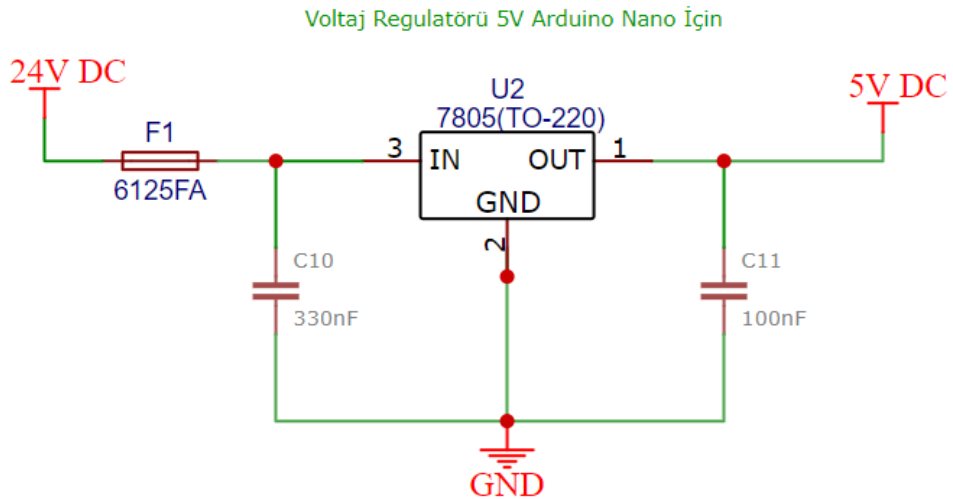 Voltaj Regulatörü 5V Arduino Nano İçin
24V DC
5V DC
U2
7805(TO-220)
F1
6125FA
3
IN
OUT
1
GND
2
C10
330nF
C11
100nF
GND